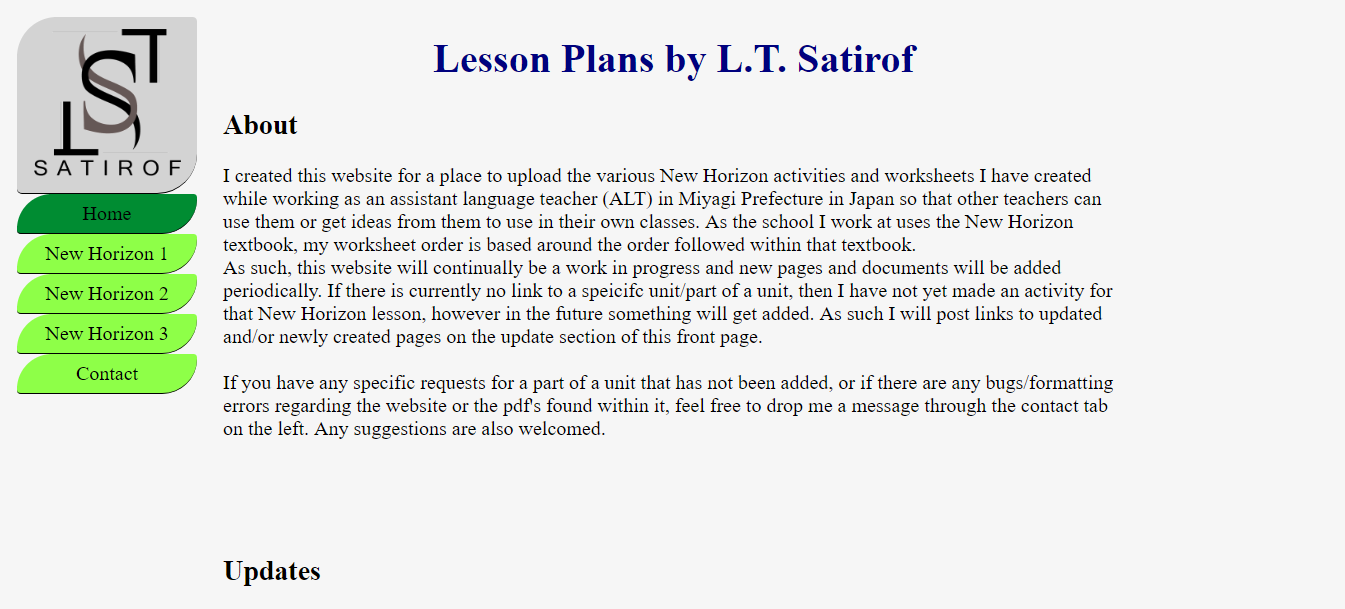 LST
SATIROF
Home
New Horizon 1
New Horizon 2
New Horizon 3
Contact
Lesson Plans by L.T. Satirof
About
I created this website for a place to upload the various New Horizon activities and worksheets I have created
while working as an assistant language teacher (ALT) in Miyagi Prefecture in Japan so that other teachers can
use them or get ideas from them to use in their own classes. As the school I work at uses the New Horizon
textbook, my worksheet order is based around the order followed within that textbook.
As such, this website will continually be a work in progress and new pages and documents will be added
periodically. If there is currently no link to a speicifc unit/part of a unit, then I have not yet made an activity for
that New Horizon lesson, however in the future something will get added. As such I will post links to updated
and/or newly created pages on the update section of this front page.
If you have any specific requests for a part of a unit that has not been added, or if there are any bugs/formatting
errors regarding the website or the pdf's found within it, feel free to drop me a message through the contact tab
on the left. Any suggestions are also welcomed.
Updates